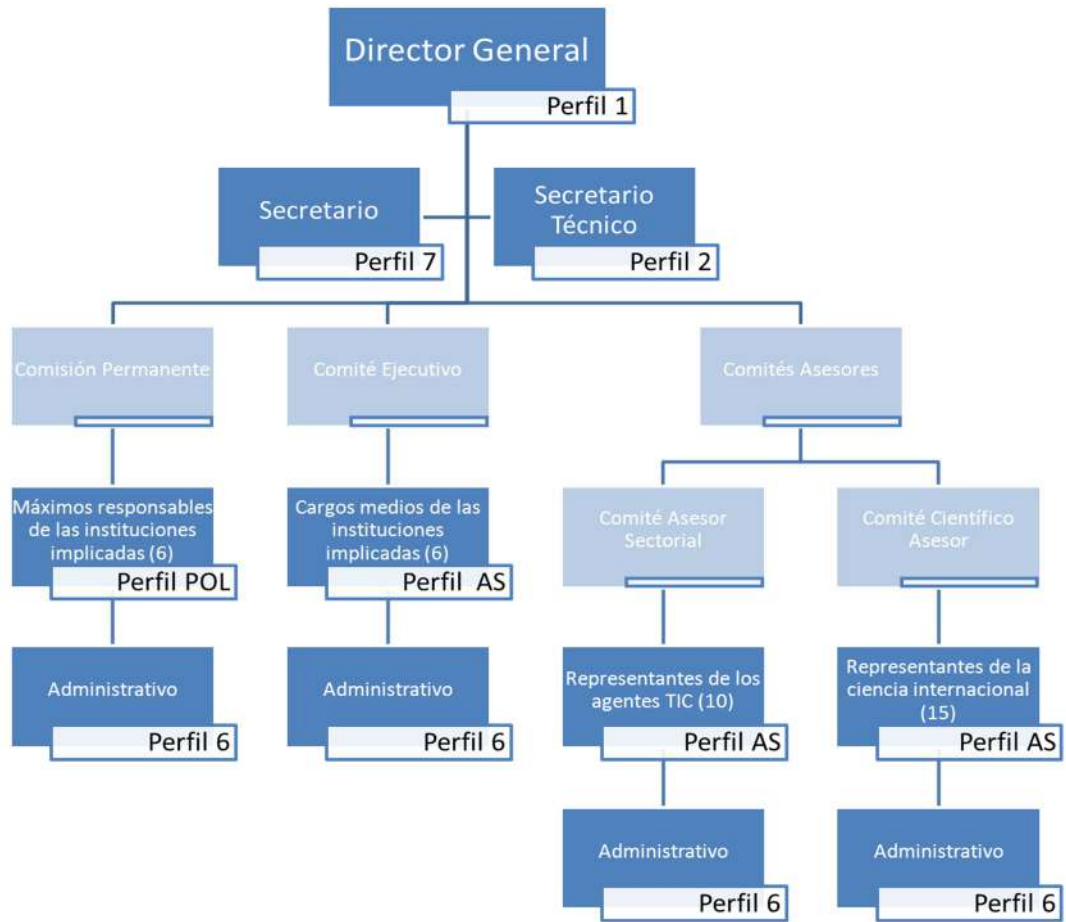 Director General
Perfil 1
Secretario
Perfil 7
Secretario
Técnico
Perfil 2
Comisión Permanente
Comité Ejecutivo
Comités Asesores
Máximos responsables
de las instituciones
implicadas (6)
Perfil POL
Cargos medios de las
instituciones
implicadas (6)
Perfil AS
Comité Asesor
Sectorial
Comité Científico
Asesor
Administrativo
Perfil 6
Administrativo
Perfil 6
Representantes de los
agentes TIC (10)
Perfil AS
Representantes de la
ciencia internacional
(15)
Perfil AS
Administrativo
Perfil 6
Administrativo
Perfil 6